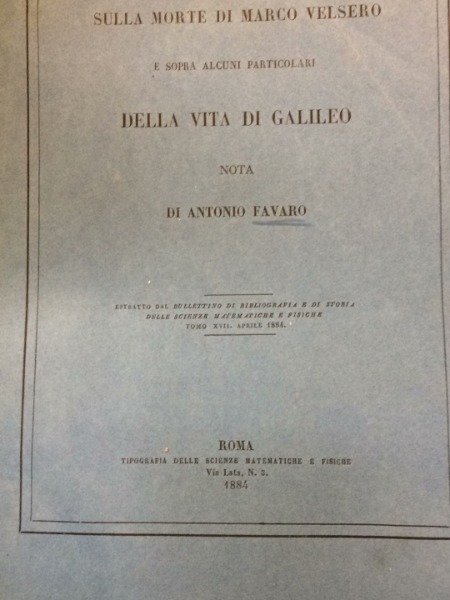 SULLA MORTE DI MARCO VELSERO
E SOPRA ALCUNI PARTICOLARI
DELLA VITA DI GALILEO
NOTA
DI ANTONIO FAVARO
ESTRATTO DAL BULLETTINO DI BIBLIOGRAFIA E DI STORIA
DELLE SCIENZE MATEMATICHE E FISICHE
TOMO XVII. APRILE 1884.
ROMA
TIPOGRAFIA DELLE SCIENZE MATEMATICHE E FISICHE
Via Lata, N. 3.
1884